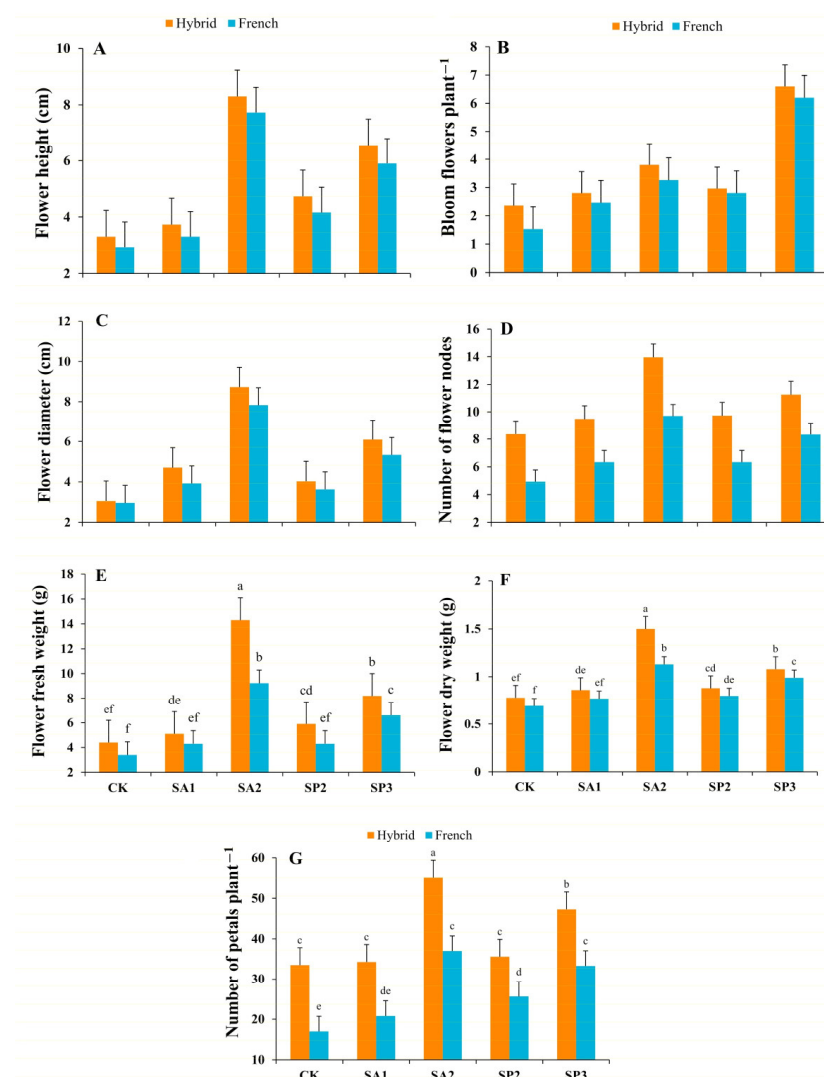 Hybrid French
A
Flower height (cm)
10
8
6
4
2
Hybrid French
B
Bloom flowers plant⁻¹
8
7
6
5
4
3
2
1
0
C
Flower diameter (cm)
12
10
8
6
4
2
D
Number of flower nodes
16
14
12
10
8
6
4
2
E
Flower fresh weight (g)
18
16
14
12
10
8
6
4
2
ef f de ef a b cd ef b c
CK SA1 SA2 SP2 SP3
F
Flower dry weight (g)
2
1.5
1
0.5
0
ef f de ef a b cd de b c
CK SA1 SA2 SP2 SP3
Hybrid French
G
Number of petals plant⁻¹
60
50
40
30
20
10
c e c de a b c d b c
CK SA1 SA2 SP2 SP3